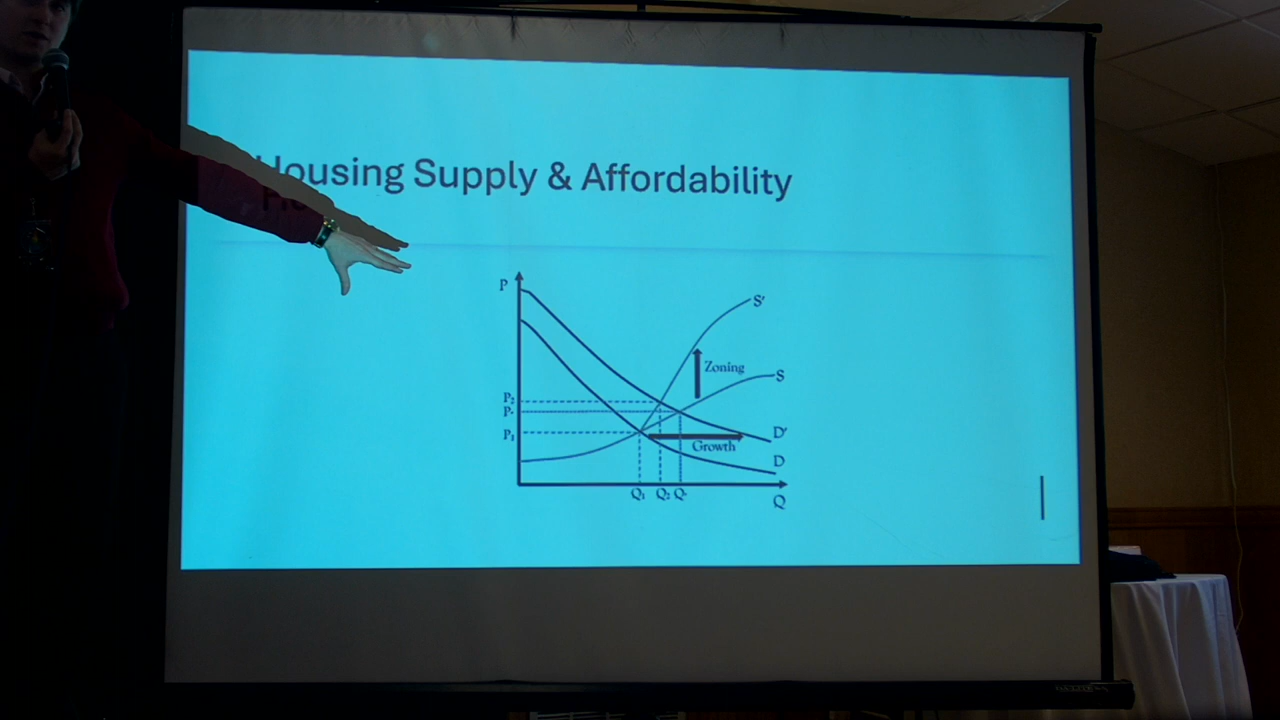 Housing Supply & Affordability
P
S'
Zoning
S
P₂
P*
P₁
D'
Growth
D
Q₁ Q₂ Q*
Q